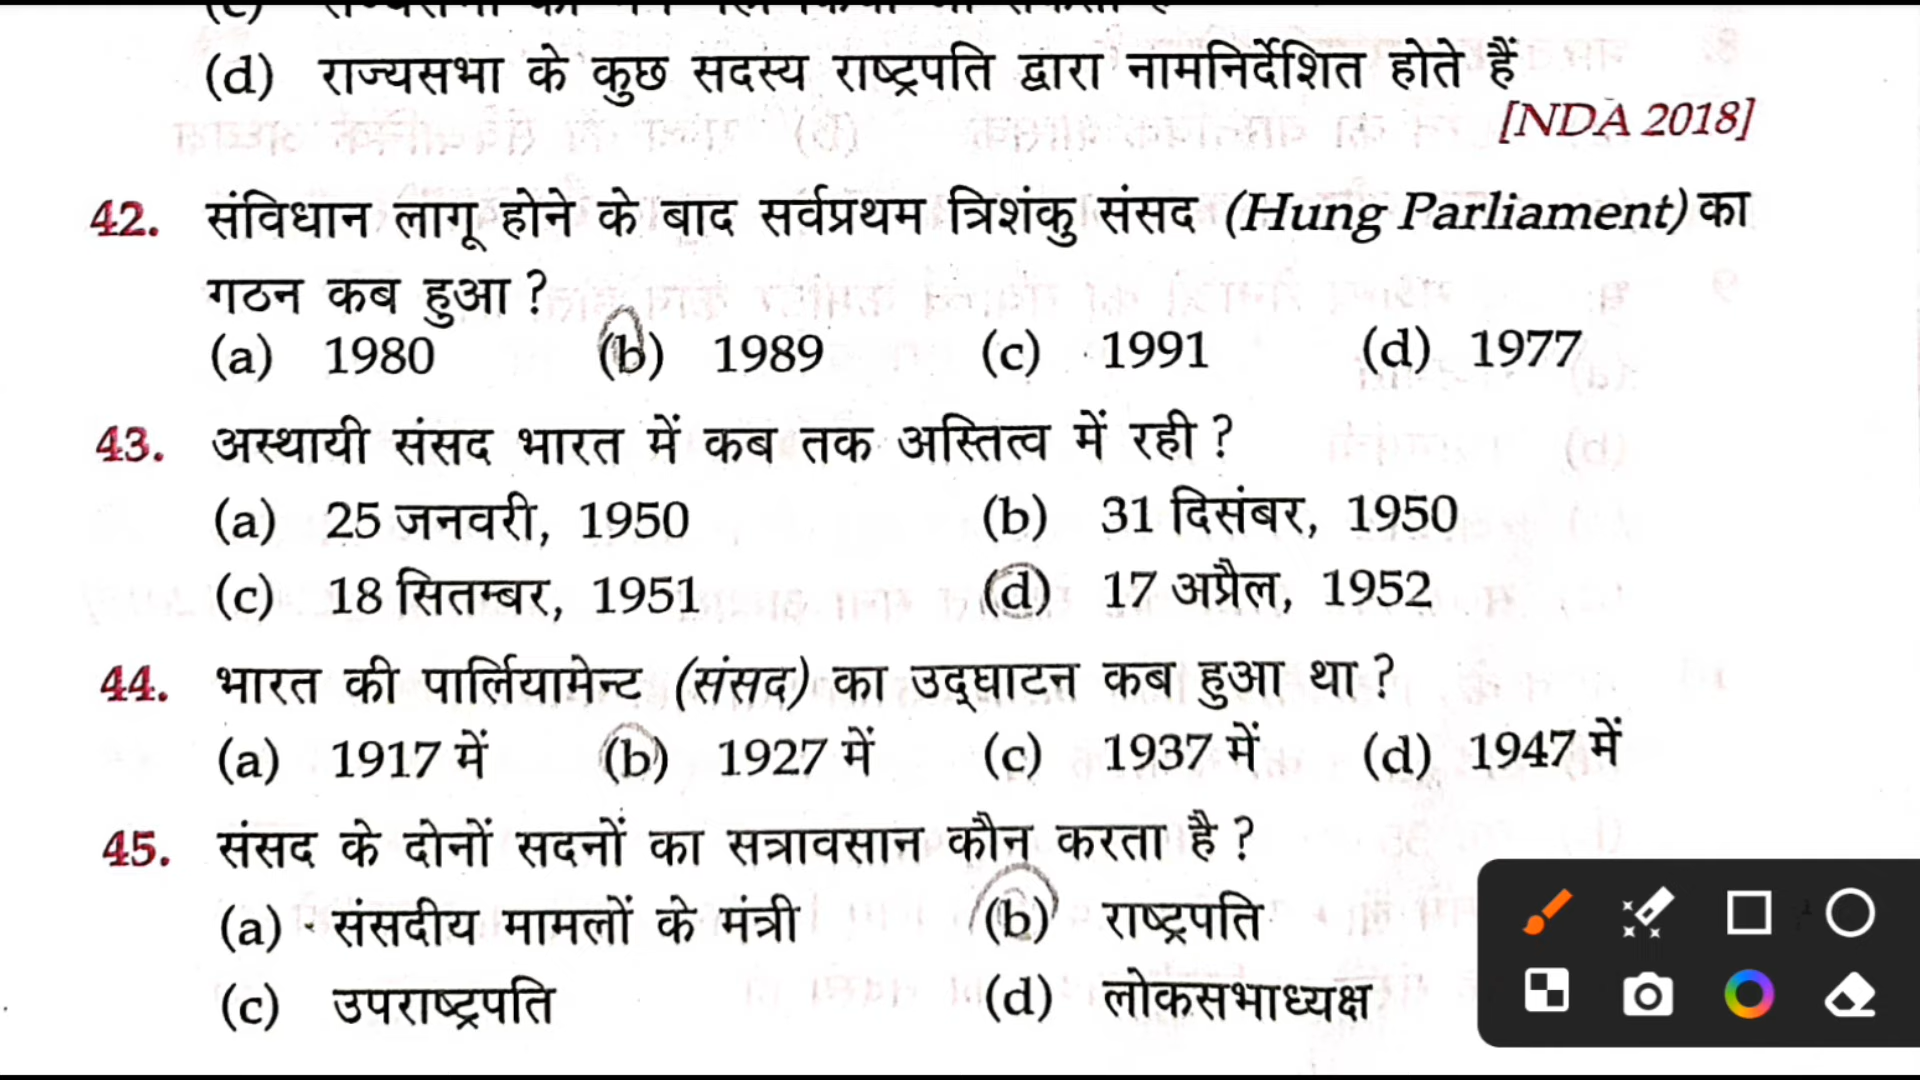 (d) राज्यसभा के कुछ सदस्य राष्ट्रपति द्वारा नामनिर्देशित होते हैं
[NDA 2018]
42. संविधान लागू होने के बाद सर्वप्रथम त्रिशंकु संसद (Hung Parliament) का
गठन कब हुआ ?
(a) 1980 (b) 1989 (c) 1991 (d) 1977
43. अस्थायी संसद भारत में कब तक अस्तित्व में रही ?
(a) 25 जनवरी, 1950 (b) 31 दिसंबर, 1950
(c) 18 सितम्बर, 1951 (d) 17 अप्रैल, 1952
44. भारत की पार्लियामेन्ट (संसद) का उद्घाटन कब हुआ था ?
(a) 1917 में (b) 1927 में (c) 1937 में (d) 1947 में
45. संसद के दोनों सदनों का सत्रावसान कौन करता है ?
(a) संसदीय मामलों के मंत्री (b) राष्ट्रपति
(c) उपराष्ट्रपति (d) लोकसभाध्यक्ष